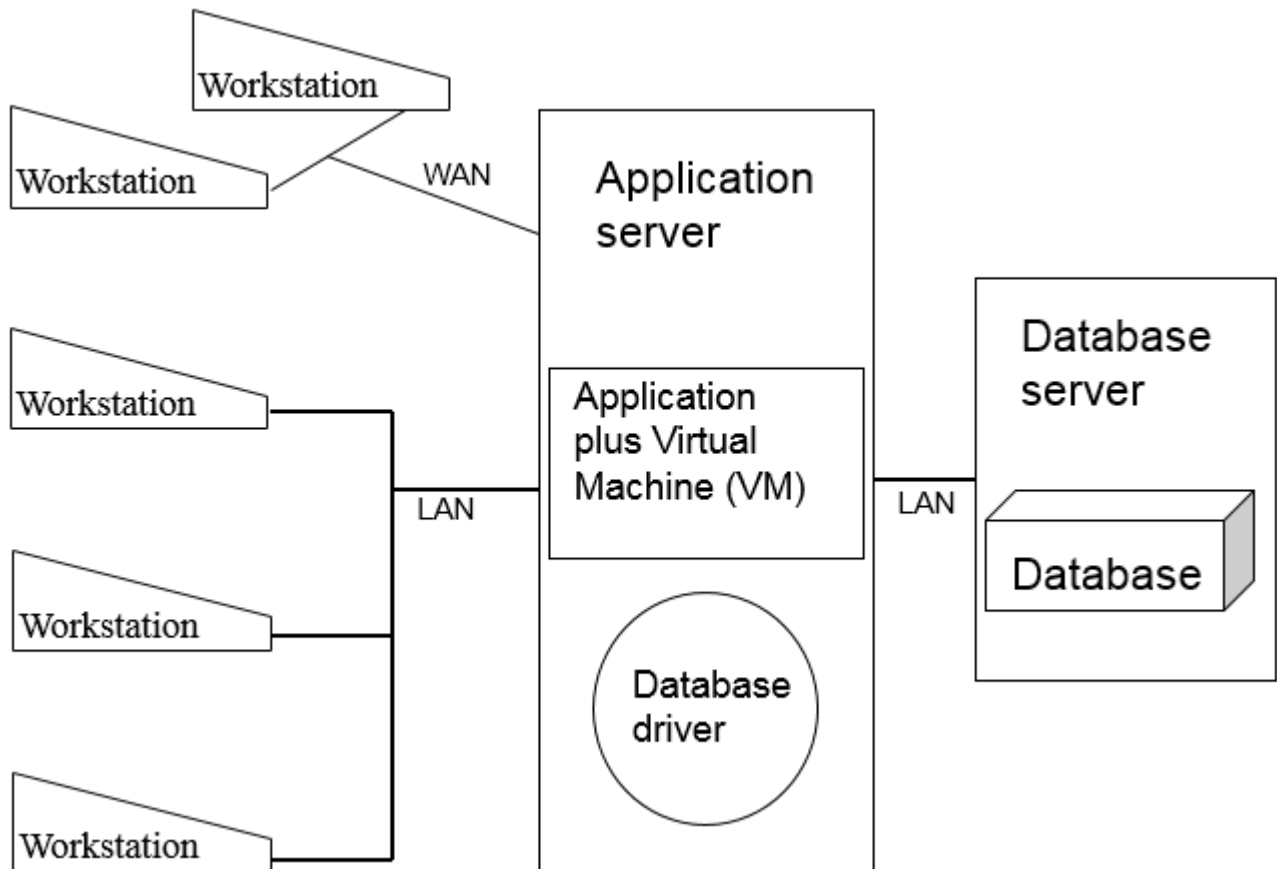 Workstation
Workstation
WAN
Application
server
Workstation
LAN
Application
plus Virtual
Machine (VM)
LAN
Database
server
Database
Workstation
Database
driver
Workstation